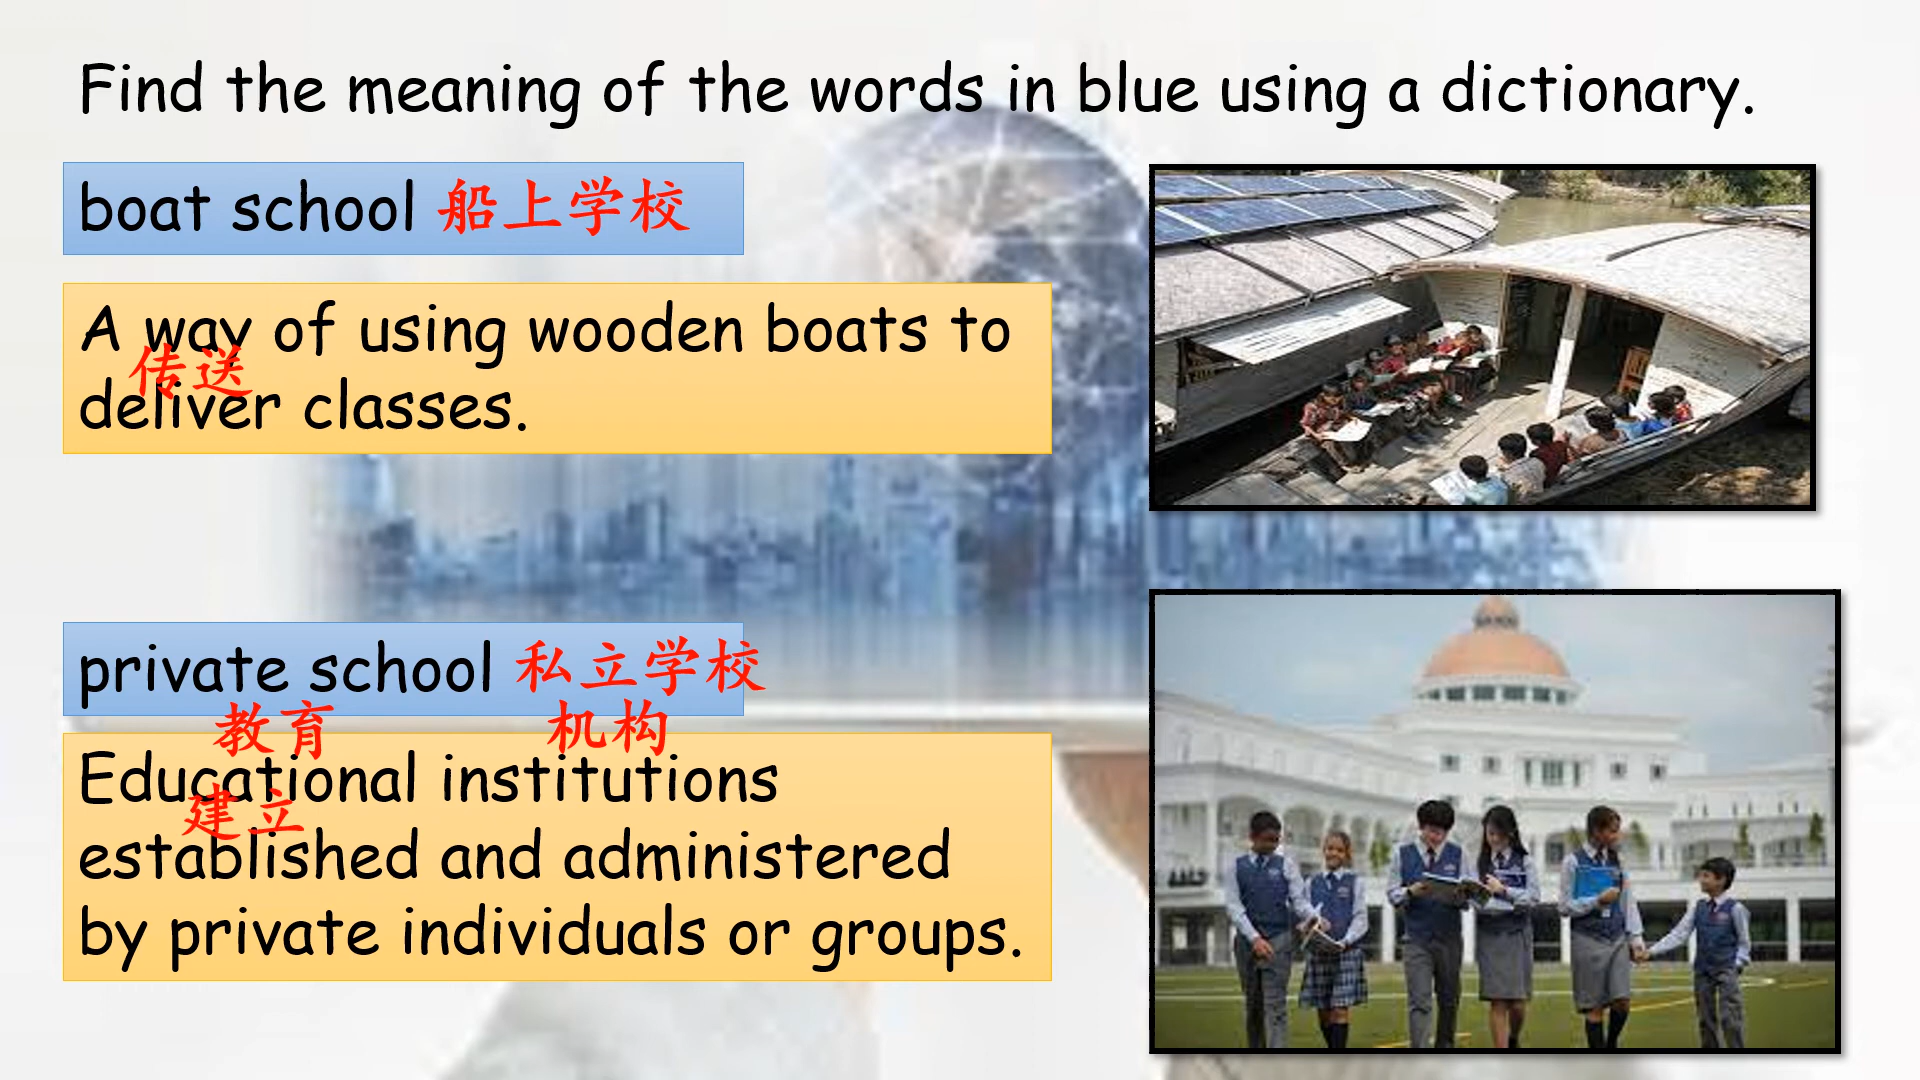 Find the meaning of the words in blue using a dictionary.
boat school 船上学校
A way of using wooden boats to
传送
deliver classes.
private school 私立学校
教育 机构
Educational institutions
建立
established and administered
by private individuals or groups.